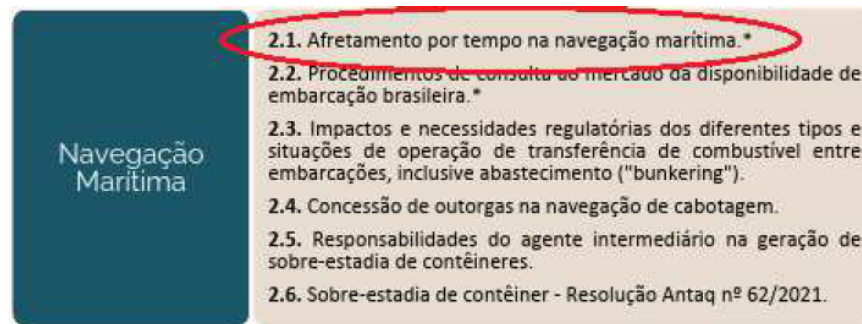 Navegação
Marítima
2.1. Afretamento por tempo na navegação marítima.*
2.2. Procedimentos de consulta ao mercado da disponibilidade de
embarcação brasileira.*
2.3. Impactos e necessidades regulatórias dos diferentes tipos e
situações de operação de transferência de combustível entre
embarcações, inclusive abastecimento ("bunkering").
2.4. Concessão de outorgas na navegação de cabotagem.
2.5. Responsabilidades do agente intermediário na geração de
sobre-estadia de contêineres.
2.6. Sobre-estadia de contêiner - Resolução Antaq nº 62/2021.